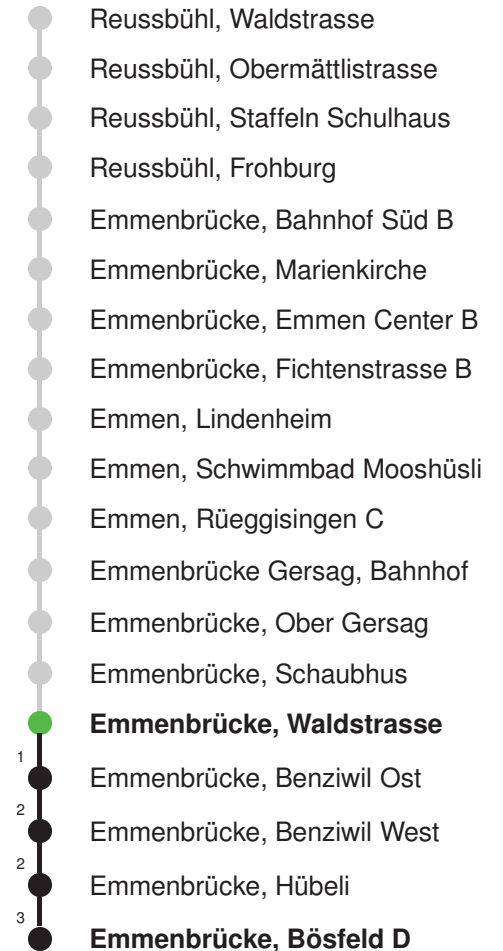 Reussbühl, Waldstrasse
Reussbühl, Obermättlistrasse
Reussbühl, Staffeln Schulhaus
Reussbühl, Frohburg
Emmenbrücke, Bahnhof Süd B
Emmenbrücke, Marienkirche
Emmenbrücke, Emmen Center B
Emmenbrücke, Fichtenstrasse B
Emmen, Lindenheim
Emmen, Schwimmbad Mooshüsli
Emmen, Rüeggisingen C
Emmenbrücke Gersag, Bahnhof
Emmenbrücke, Ober Gersag
Emmenbrücke, Schaubhus
Emmenbrücke, Waldstrasse
1 Emmenbrücke, Benziwil Ost
2 Emmenbrücke, Benziwil West
2 Emmenbrücke, Hübeli
3 Emmenbrücke, Bösfeld D